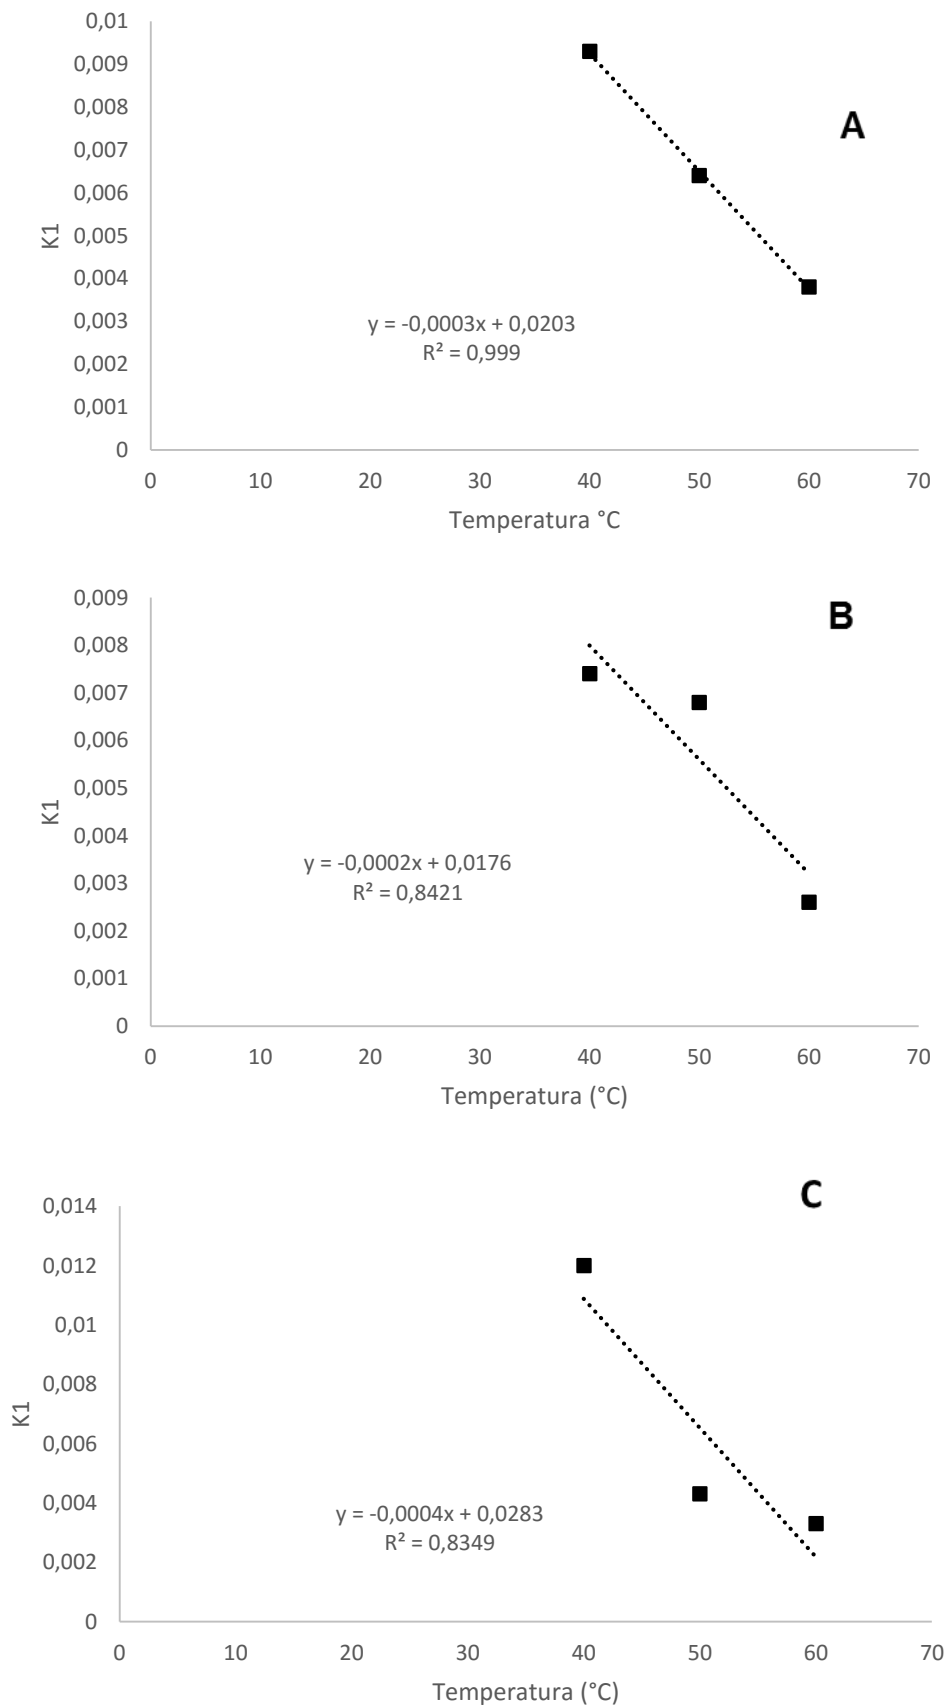 0,01
0,009
0,008
0,007
0,006
0,005
0,004
0,003
0,002
0,001
0
K1
A
y = -0,0003x + 0,0203
R² = 0,999
0 10 20 30 40 50 60 70
Temperatura °C
0,009
0,008
0,007
0,006
0,005
0,004
0,003
0,002
0,001
0
K1
B
y = -0,0002x + 0,0176
R² = 0,8421
0 10 20 30 40 50 60 70
Temperatura (°C)
0,014
0,012
0,01
0,008
0,006
0,004
0,002
0
K1
C
y = -0,0004x + 0,0283
R² = 0,8349
0 10 20 30 40 50 60 70
Temperatura (°C)